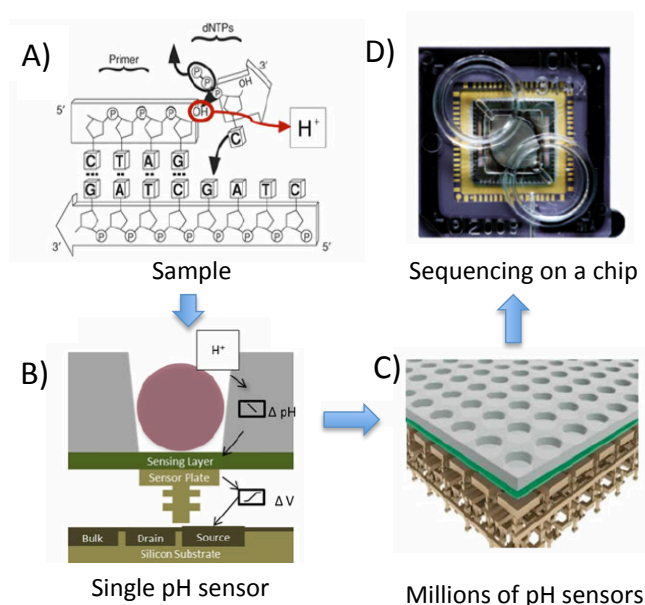 A)
dNTPs
Primer
3′
OH
P P
P
5′
P P P OH
H⁺
C
C T A G
G A T C G A T C
P P P P P P P
3′
5′
Sample
B)
H⁺
Δ pH
Sensing Layer
Sensor Plate
Δ V
Bulk Drain Source
Silicon Substrate
Single pH sensor
C)
Millions of pH sensors
D)
Sequencing on a chip